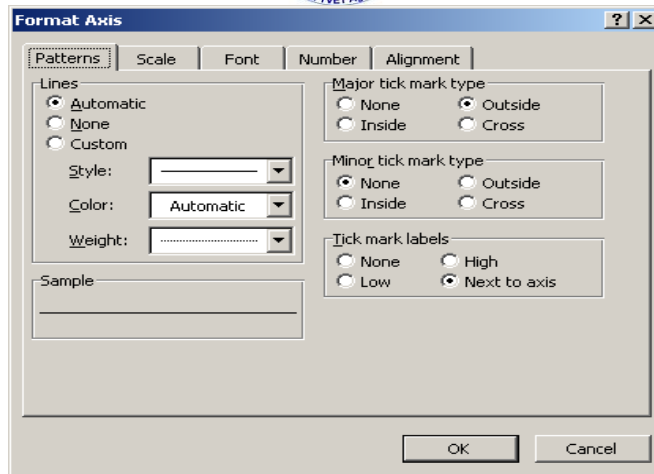 TVET PA
Format Axis
Patterns Scale Font Number Alignment
Lines
Automatic
None
Custom
Style:
Color: Automatic
Weight:
Sample
Major tick mark type
None Outside
Inside Cross
Minor tick mark type
None Outside
Inside Cross
Tick mark labels
None High
Low Next to axis
OK Cancel